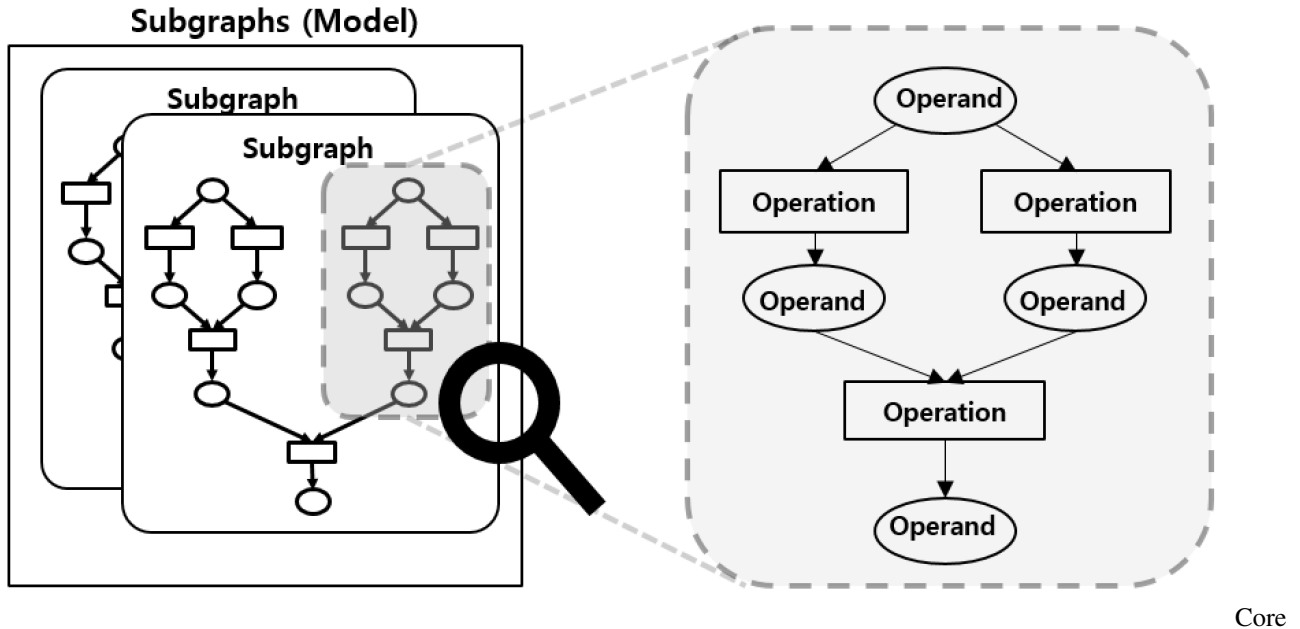 Subgraphs (Model)
Subgraph
Subgraph
Operand
Operation Operation
Operand Operand
Operation
Operand
Core